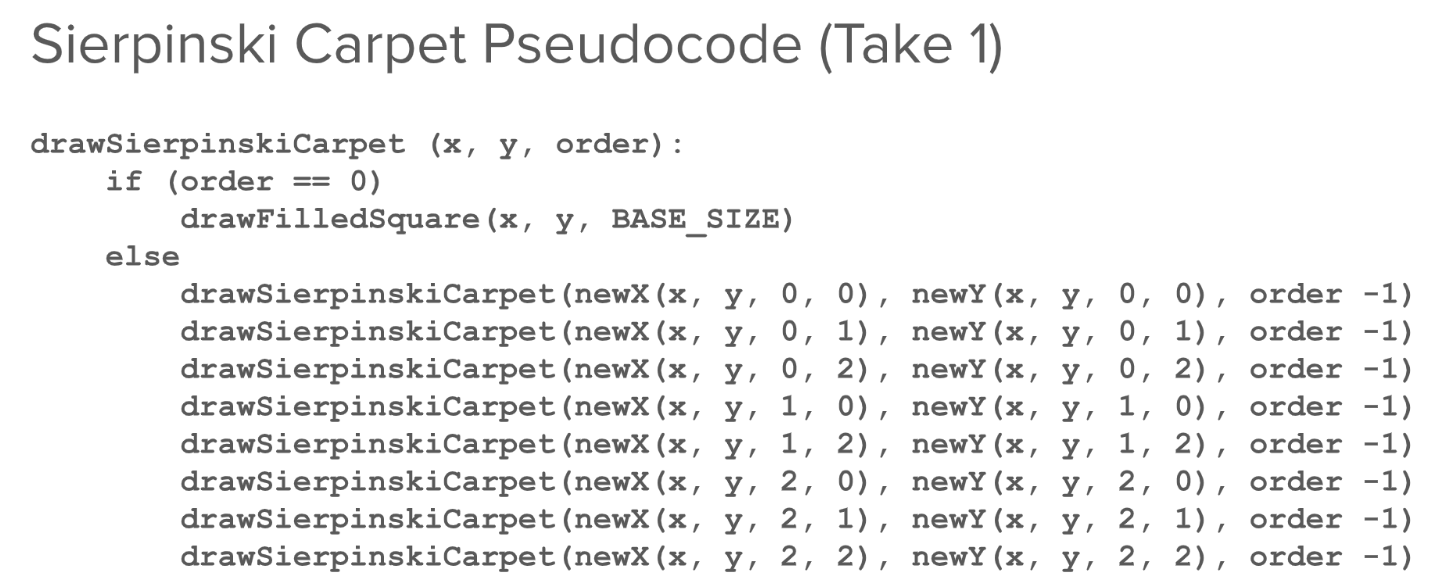 Sierpinski Carpet Pseudocode (Take 1)
drawSierpinskiCarpet (x, y, order):
    if (order == 0)
        drawFilledSquare(x, y, BASE_SIZE)
    else
        drawSierpinskiCarpet(newX(x, y, 0, 0), newY(x, y, 0, 0), order -1)
        drawSierpinskiCarpet(newX(x, y, 0, 1), newY(x, y, 0, 1), order -1)
        drawSierpinskiCarpet(newX(x, y, 0, 2), newY(x, y, 0, 2), order -1)
        drawSierpinskiCarpet(newX(x, y, 1, 0), newY(x, y, 1, 0), order -1)
        drawSierpinskiCarpet(newX(x, y, 1, 2), newY(x, y, 1, 2), order -1)
        drawSierpinskiCarpet(newX(x, y, 2, 0), newY(x, y, 2, 0), order -1)
        drawSierpinskiCarpet(newX(x, y, 2, 1), newY(x, y, 2, 1), order -1)
        drawSierpinskiCarpet(newX(x, y, 2, 2), newY(x, y, 2, 2), order -1)